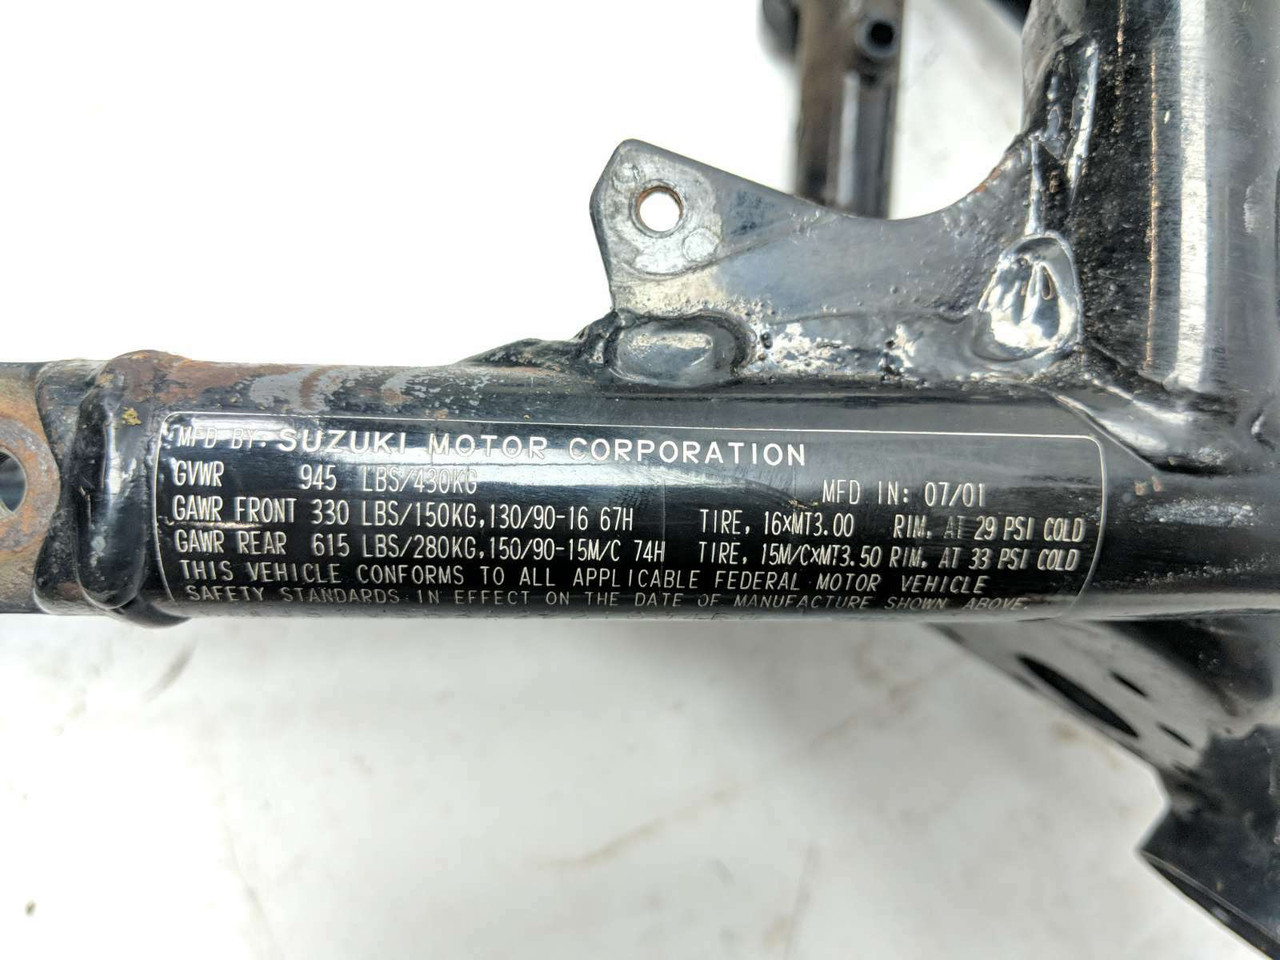 MFD BY: SUZUKI MOTOR CORPORATION
GVWR 945 LBS/430KG MFD IN: 07/01
GAWR FRONT 330 LBS/150KG,130/90-16 67H TIRE, 16×MT3.00 RIM, AT 29 PSI COLD
GAWR REAR 615 LBS/280KG,150/90-15M/C 74H TIRE, 15M/C×MT3.50 RIM, AT 33 PSI COLD
THIS VEHICLE CONFORMS TO ALL APPLICABLE FEDERAL MOTOR VEHICLE
SAFETY STANDARDS IN EFFECT ON THE DATE OF MANUFACTURE SHOWN ABOVE.